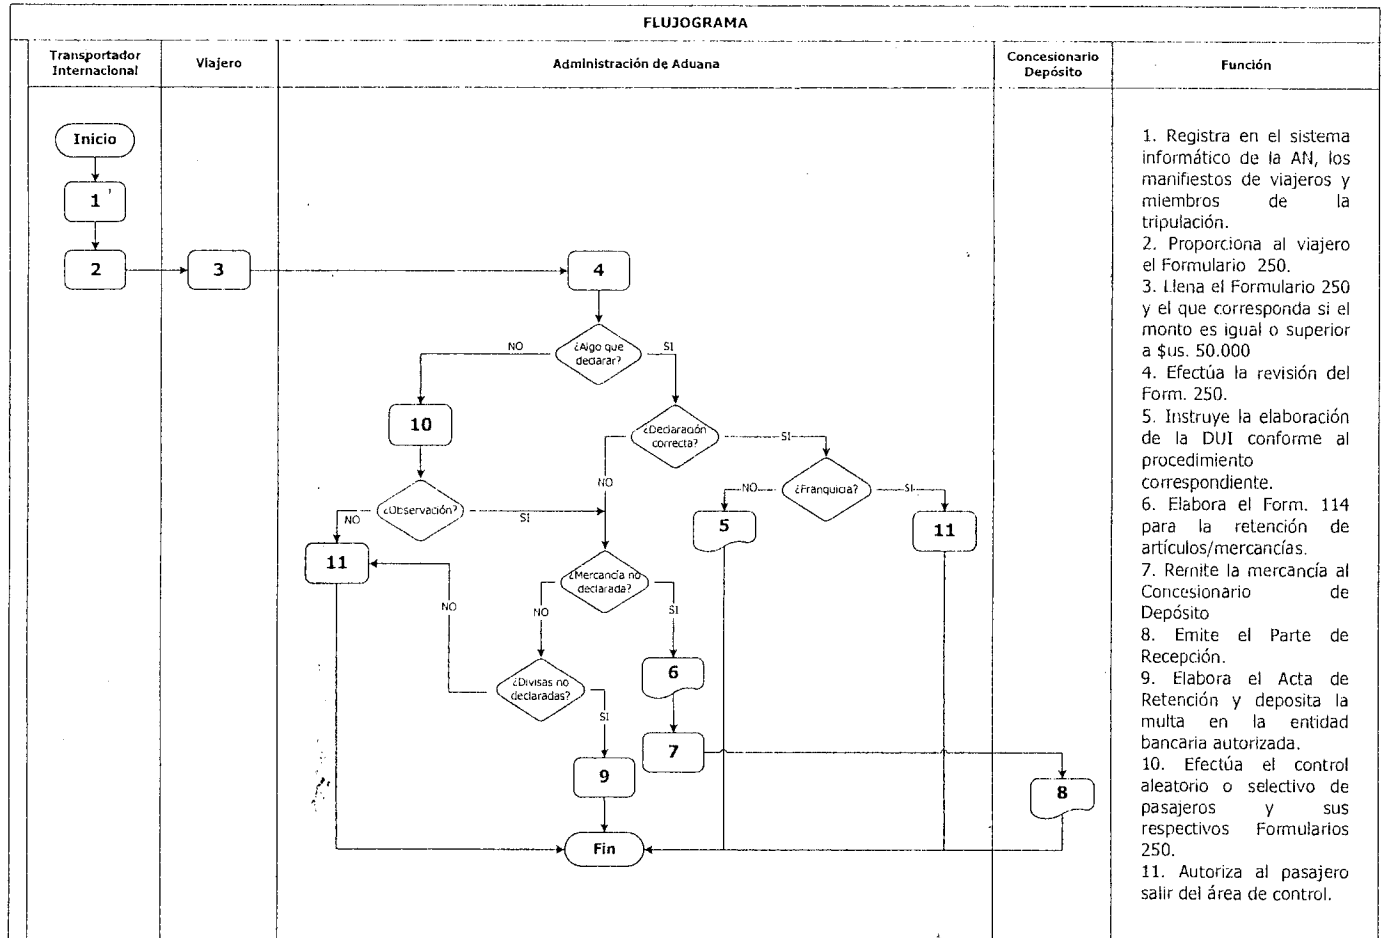 FLUJOGRAMA
Transportador
Internacional
Viajero
Administración de Aduana
Concesionario
Depósito
Función
Inicio
1
2
3
4
¿Algo que
declarar?
NO
SI
10
¿Declaración
correcta?
SI
NO
¿Observación?
NO
SI
¿Franquicia?
NO
SI
5
11
11
¿Mercancía no
declarada?
NO
NO
SI
¿Divisas no
declaradas?
SI
6
7
9
8
Fin
1. Registra en el sistema
informático de la AN, los
manifiestos de viajeros y
miembros de la
tripulación.
2. Proporciona al viajero
el Formulario 250.
3. Llena el Formulario 250
y el que corresponda si el
monto es igual o superior
a $us. 50.000
4. Efectúa la revisión del
Form. 250.
5. Instruye la elaboración
de la DUI conforme al
procedimiento
correspondiente.
6. Elabora el Form. 114
para la retención de
artículos/mercancías.
7. Remite la mercancía al
Concesionario de
Depósito
8. Emite el Parte de
Recepción.
9. Elabora el Acta de
Retención y deposita la
multa en la entidad
bancaria autorizada.
10. Efectúa el control
aleatorio o selectivo de
pasajeros y sus
respectivos Formularios
250.
11. Autoriza al pasajero
salir del área de control.